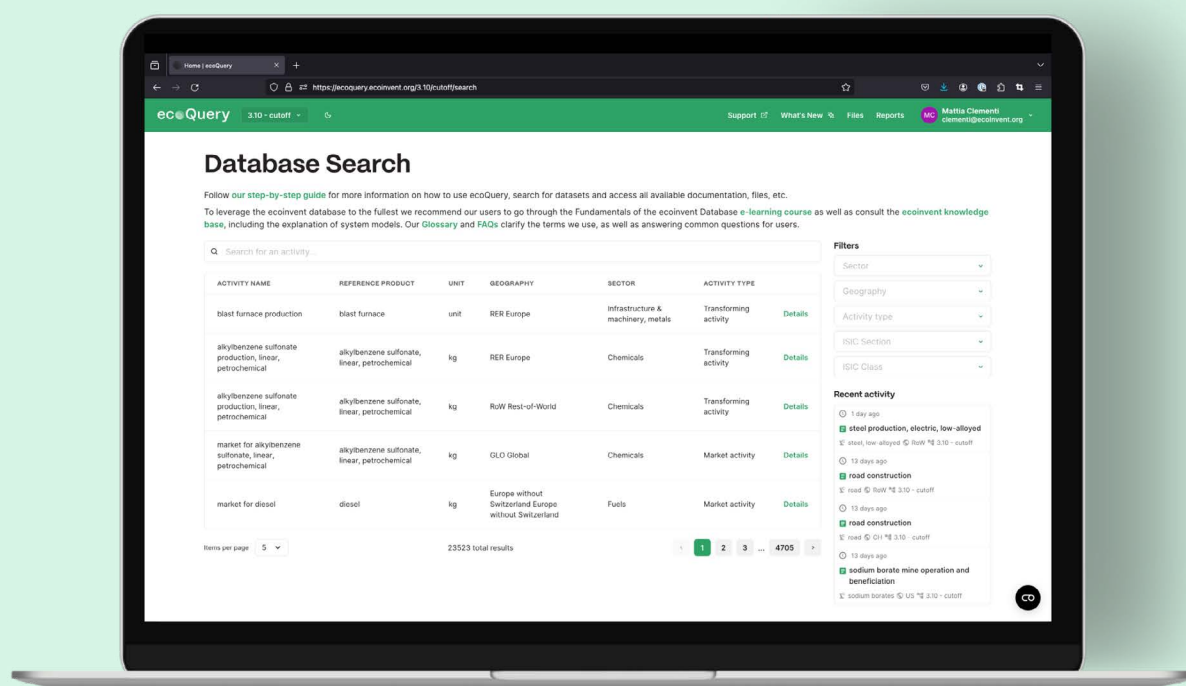 Home | ecoQuery
https://ecoquery.ecoinvent.org/3.10/cutoff/search
ecoQuery
3.10 - cutoff
Support
What's New
Files
Reports
MC
Mattia Clementi
clementi@ecoinvent.org
Database Search
Follow our step-by-step guide for more information on how to use ecoQuery, search for datasets and access all available documentation, files, etc.
To leverage the ecoinvent database to the fullest we recommend our users to go through the Fundamentals of the ecoinvent Database e-learning course as well as consult the ecoinvent knowledge
base, including the explanation of system models. Our Glossary and FAQs clarify the terms we use, as well as answering common questions for users.
Search for an activity...
ACTIVITY NAME REFERENCE PRODUCT UNIT GEOGRAPHY SECTOR ACTIVITY TYPE
blast furnace production
blast furnace
unit
RER Europe
Infrastructure &
machinery, metals
Transforming
activity
Details
alkylbenzene sulfonate
production, linear,
petrochemical
alkylbenzene sulfonate,
linear, petrochemical
kg
RER Europe
Chemicals
Transforming
activity
Details
alkylbenzene sulfonate
production, linear,
petrochemical
alkylbenzene sulfonate,
linear, petrochemical
kg
RoW Rest-of-World
Chemicals
Transforming
activity
Details
market for alkylbenzene
sulfonate, linear,
petrochemical
alkylbenzene sulfonate,
linear, petrochemical
kg
GLO Global
Chemicals
Market activity
Details
market for diesel
diesel
kg
Europe without
Switzerland Europe
without Switzerland
Fuels
Market activity
Details
Items per page 5
23523 total results
1 2 3 ... 4705
Filters
Sector
Geography
Activity type
ISIC Section
ISIC Class
Recent activity
1 day ago
steel production, electric, low-alloyed
steel, low-alloyed RoW 3.10 - cutoff
13 days ago
road construction
road RoW 3.10 - cutoff
13 days ago
road construction
road CH 3.10 - cutoff
13 days ago
sodium borate mine operation and
beneficiation
sodium borates US 3.10 - cutoff